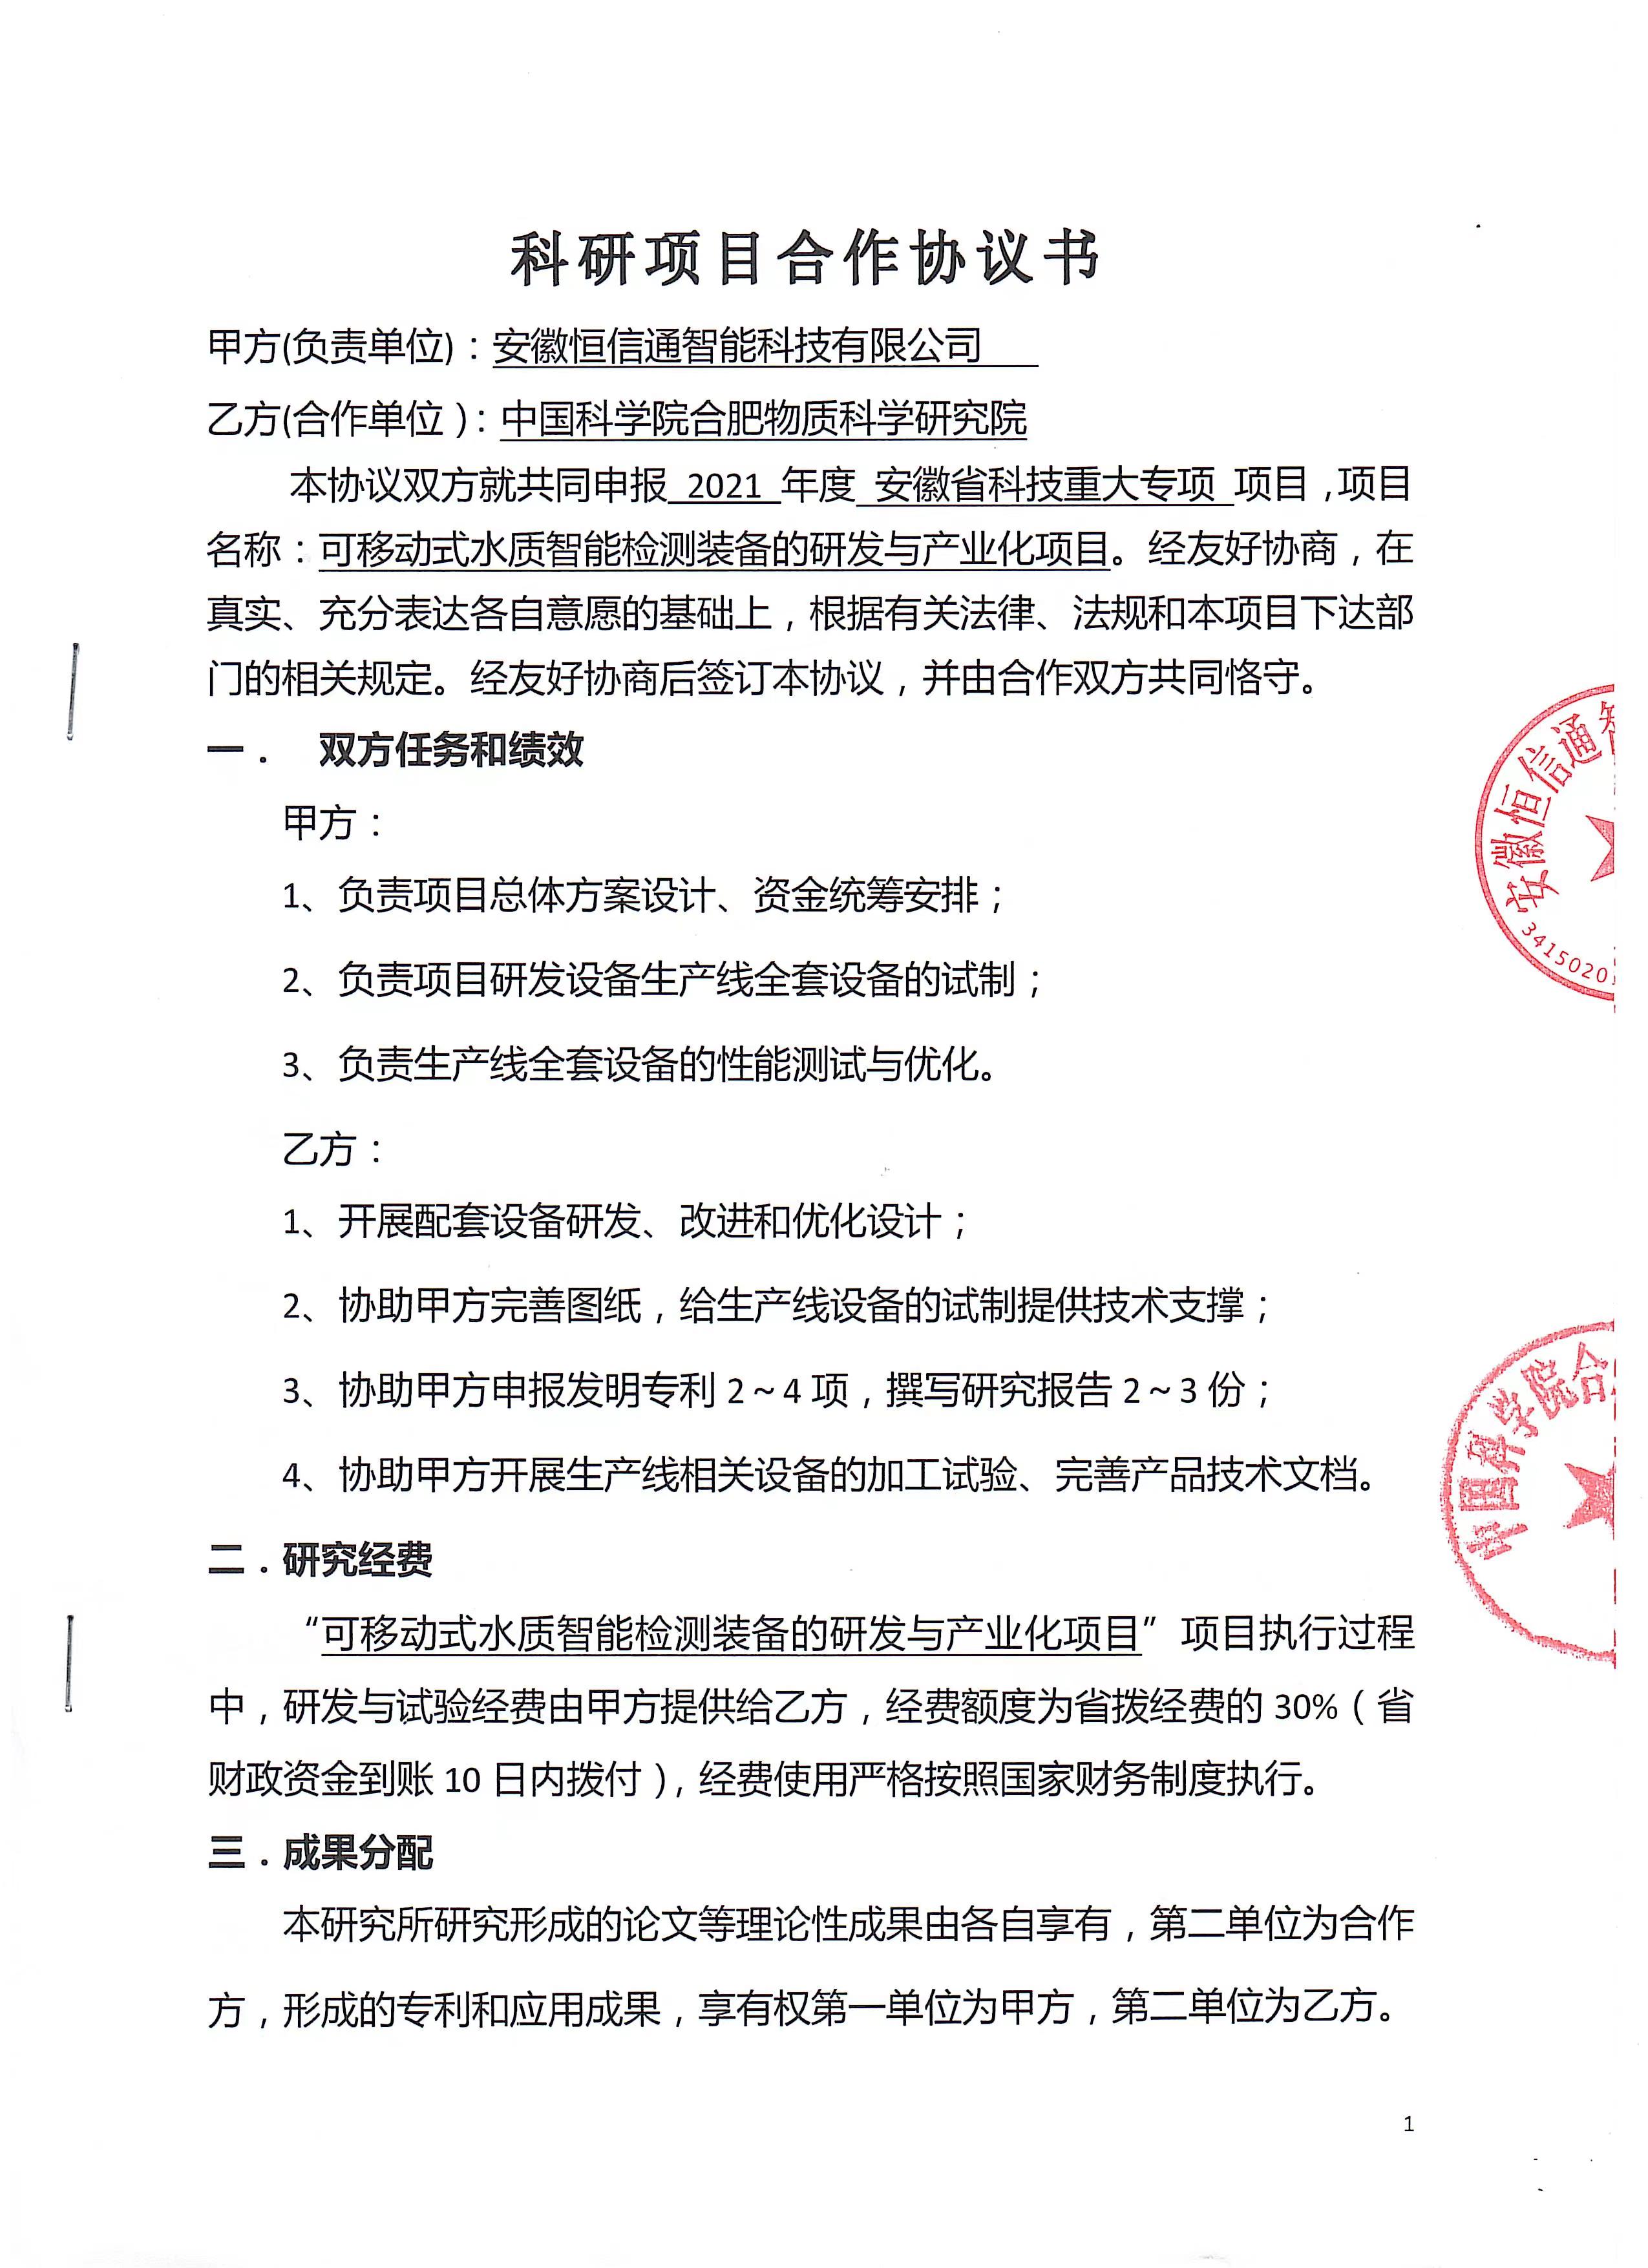 科研项目合作协议书
甲方(负责单位)：安徽恒信通智能科技有限公司
乙方(合作单位)：中国科学院合肥物质科学研究院
本协议双方就共同申报 2021 年度 安徽省科技重大专项 项目，项目
名称：可移动式水质智能检测装备的研发与产业化项目。经友好协商，在
真实、充分表达各自意愿的基础上，根据有关法律、法规和本项目下达部
门的相关规定。经友好协商后签订本协议，并由合作双方共同恪守。
一． 双方任务和绩效
甲方：
1、负责项目总体方案设计、资金统筹安排；
2、负责项目研发设备生产线全套设备的试制；
3、负责生产线全套设备的性能测试与优化。
乙方：
1、开展配套设备研发、改进和优化设计；
2、协助甲方完善图纸，给生产线设备的试制提供技术支撑；
3、协助甲方申报发明专利 2～4 项，撰写研究报告 2～3 份；
4、协助甲方开展生产线相关设备的加工试验、完善产品技术文档。
二．研究经费
“可移动式水质智能检测装备的研发与产业化项目”项目执行过程
中，研发与试验经费由甲方提供给乙方，经费额度为省拨经费的 30%（省
财政资金到账 10 日内拨付），经费使用严格按照国家财务制度执行。
三．成果分配
本研究所研究形成的论文等理论性成果由各自享有，第二单位为合作
方，形成的专利和应用成果，享有权第一单位为甲方，第二单位为乙方。
1
安徽恒信通智
3415020
中国科学院合